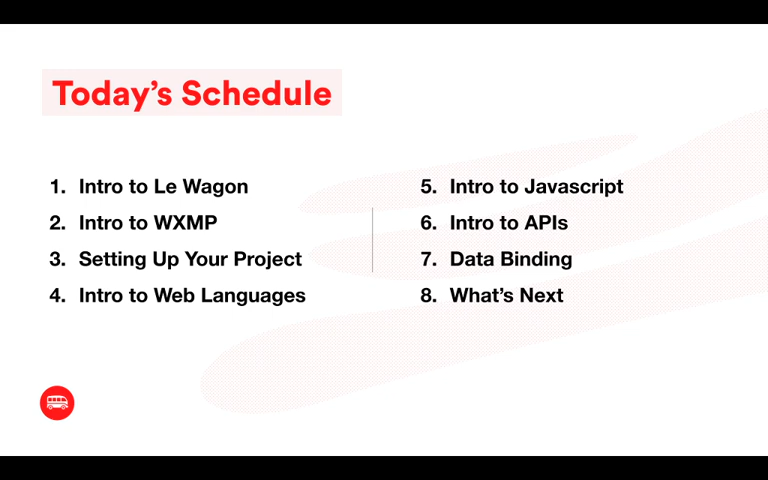 Today's Schedule
1. Intro to Le Wagon
2. Intro to WXMP
3. Setting Up Your Project
4. Intro to Web Languages
5. Intro to Javascript
6. Intro to APIs
7. Data Binding
8. What's Next